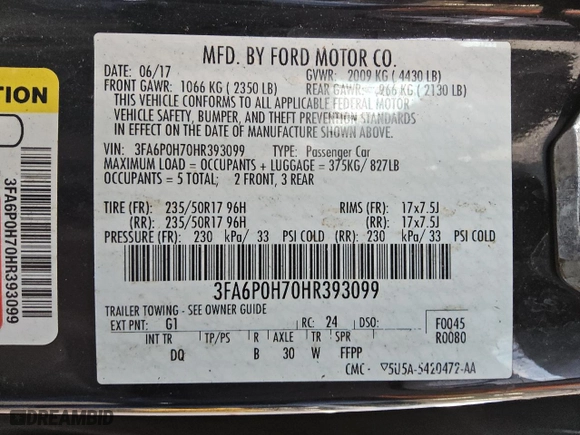 MFD. BY FORD MOTOR CO.
DATE: 06/17 GVWR: 2009 KG ( 4430 LB)
FRONT GAWR: 1066 KG ( 2350 LB) REAR GAWR: 966 KG ( 2130 LB)
THIS VEHICLE CONFORMS TO ALL APPLICABLE FEDERAL MOTOR
VEHICLE SAFETY, BUMPER, AND THEFT PREVENTION STANDARDS
IN EFFECT ON THE DATE OF MANUFACTURE SHOWN ABOVE.
VIN: 3FA6P0H70HR393099 TYPE: Passenger Car
MAXIMUM LOAD = OCCUPANTS + LUGGAGE = 375KG/ 827LB
OCCUPANTS = 5 TOTAL: 2 FRONT, 3 REAR
TIRE (FR): 235/50R17 96H RIMS (FR): 17x7.5J
(RR): 235/50R17 96H (RR): 17x7.5J
PRESSURE (FR): 230 kPa/ 33 PSI COLD (RR): 230 kPa/ 33 PSI COLD
3FA6P0H70HR393099
TRAILER TOWING - SEE OWNER GUIDE
EXT PNT: G1 RC: 24 DSO: F0045
R0080
INT TR TP/PS R AXLE TR SPR
DQ B 30 W FFPP
CMC - ▽5U5A-5420472-AA
TION
3FA6P0H70HR393099
DREAMBID